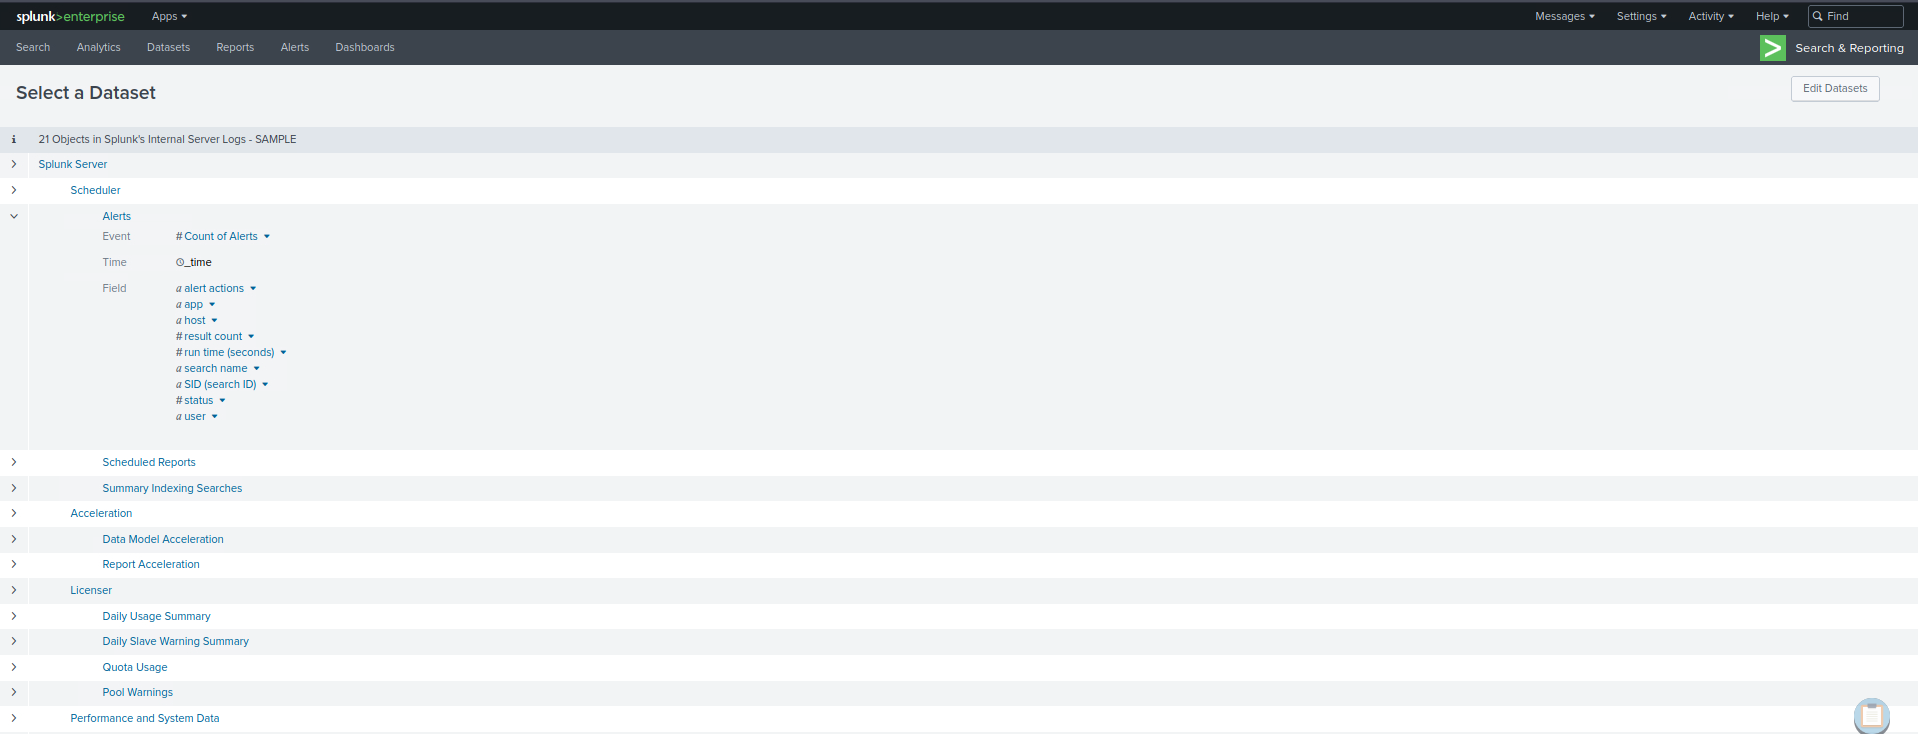 splunk>enterprise Apps Messages Settings Activity Help Find
Search Analytics Datasets Reports Alerts Dashboards Search & Reporting
Select a Dataset Edit Datasets
i 21 Objects in Splunk's Internal Server Logs - SAMPLE
Splunk Server
Scheduler
Alerts
Event # Count of Alerts
Time _time
Field a alert actions
a app
a host
# result count
# run time (seconds)
a search name
a SID (search ID)
# status
a user
Scheduled Reports
Summary Indexing Searches
Acceleration
Data Model Acceleration
Report Acceleration
Licenser
Daily Usage Summary
Daily Slave Warning Summary
Quota Usage
Pool Warnings
Performance and System Data